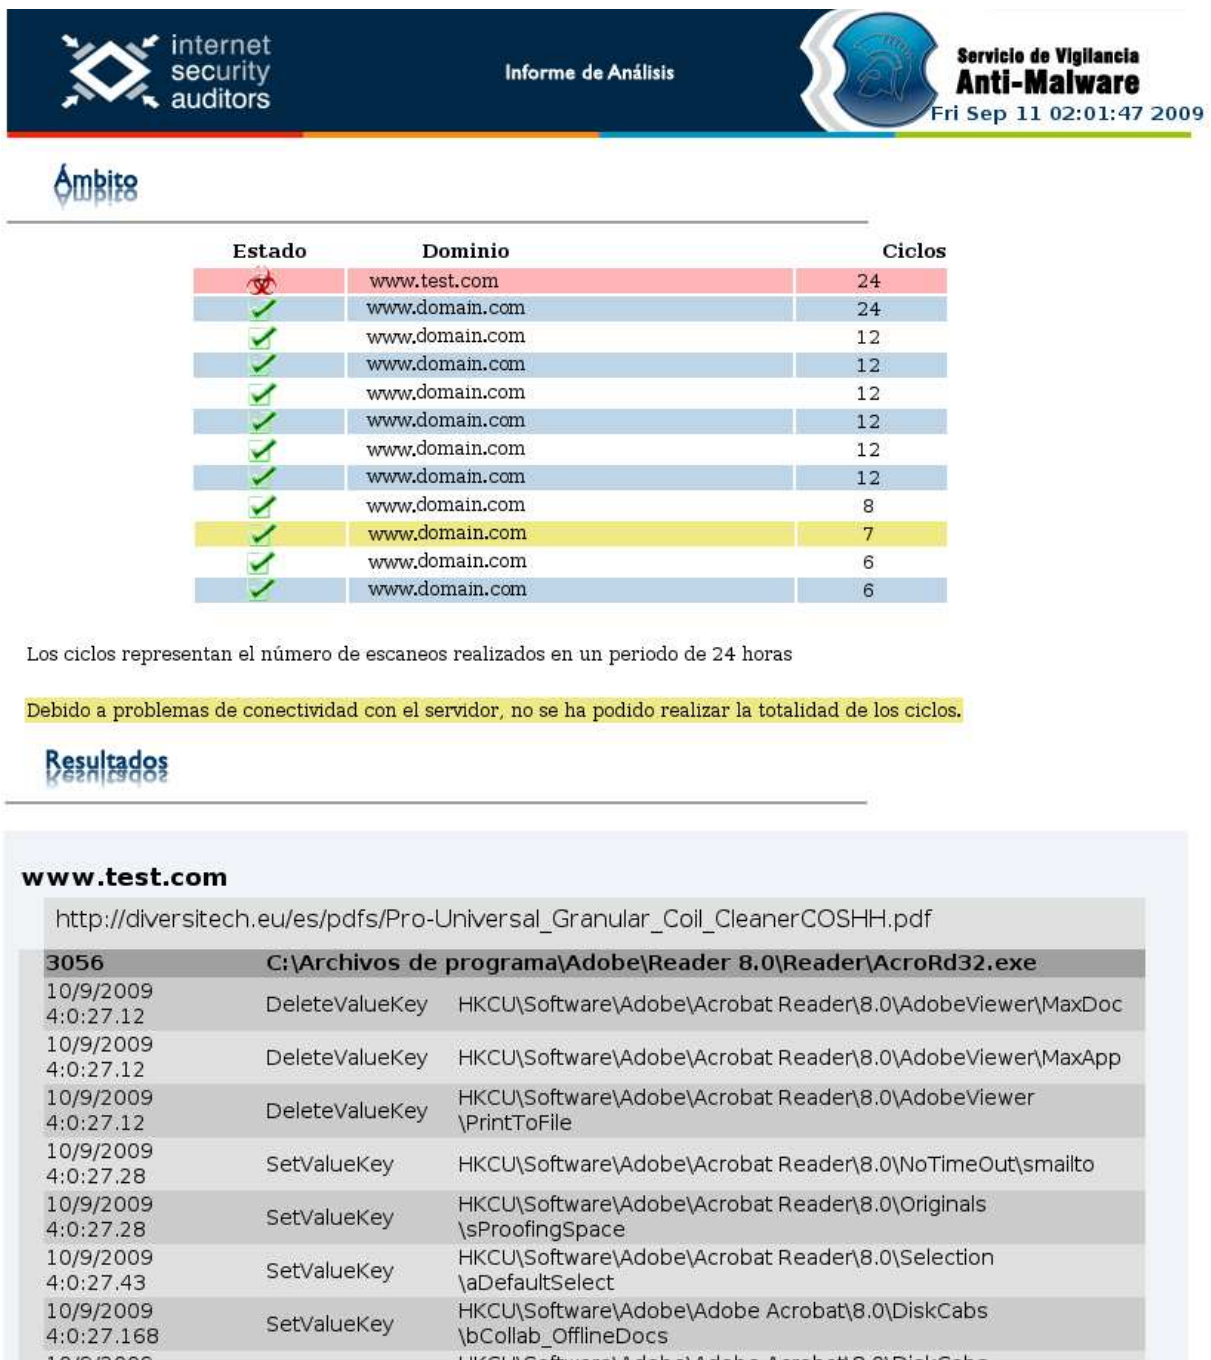 internet
security
auditors
Informe de Análisis
Servicio de Vigilancia
Anti-Malware
Fri Sep 11 02:01:47 2009
Ámbito
Estado Dominio Ciclos
www.test.com 24
www.domain.com 24
www.domain.com 12
www.domain.com 12
www.domain.com 12
www.domain.com 12
www.domain.com 12
www.domain.com 12
www.domain.com 8
www.domain.com 7
www.domain.com 6
www.domain.com 6
Los ciclos representan el número de escaneos realizados en un periodo de 24 horas
Debido a problemas de conectividad con el servidor, no se ha podido realizar la totalidad de los ciclos.
Resultados
www.test.com
http://diversitech.eu/es/pdfs/Pro-Universal_Granular_Coil_CleanerCOSHH.pdf
3056 C:\Archivos de programa\Adobe\Reader 8.0\Reader\AcroRd32.exe
10/9/2009
4:0:27.12 DeleteValueKey HKCU\Software\Adobe\Acrobat Reader\8.0\AdobeViewer\MaxDoc
10/9/2009
4:0:27.12 DeleteValueKey HKCU\Software\Adobe\Acrobat Reader\8.0\AdobeViewer\MaxApp
10/9/2009
4:0:27.12 DeleteValueKey HKCU\Software\Adobe\Acrobat Reader\8.0\AdobeViewer
\PrintToFile
10/9/2009
4:0:27.28 SetValueKey HKCU\Software\Adobe\Acrobat Reader\8.0\NoTimeOut\smailto
10/9/2009
4:0:27.28 SetValueKey HKCU\Software\Adobe\Acrobat Reader\8.0\Originals
\sProofingSpace
10/9/2009
4:0:27.43 SetValueKey HKCU\Software\Adobe\Acrobat Reader\8.0\Selection
\aDefaultSelect
10/9/2009
4:0:27.168 SetValueKey HKCU\Software\Adobe\Adobe Acrobat\8.0\DiskCabs
\bCollab_OfflineDocs